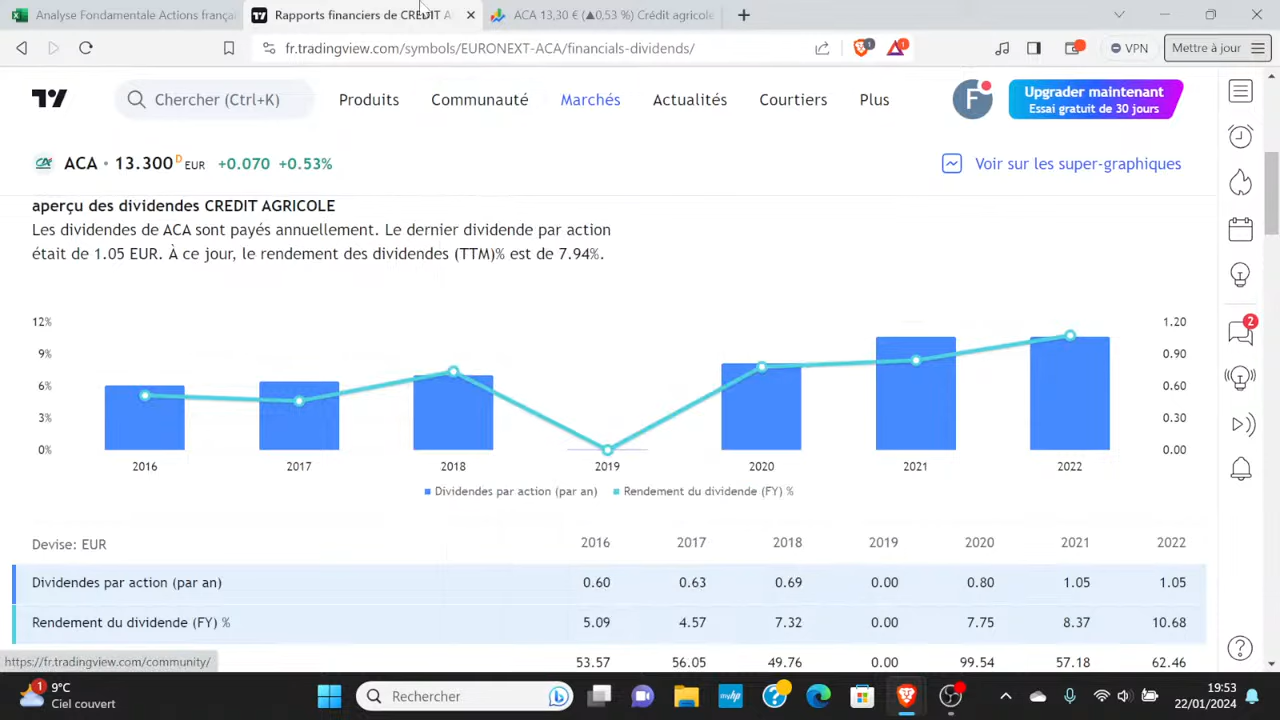 Analyse Fondamentale Actions françai
Rapports financiers de CREDIT A
ACA 13,30 € (▲0,53 %) Crédit agricole
fr.tradingview.com/symbols/EURONEXT-ACA/financials-dividends/
1
1
VPN
Mettre à jour
Chercher (Ctrl+K)
Produits
Communauté
Marchés
Actualités
Courtiers
Plus
F
Upgrader maintenant
Essai gratuit de 30 jours
ACA • 13.300 D EUR +0.070 +0.53%
Voir sur les super-graphiques
aperçu des dividendes CREDIT AGRICOLE
Les dividendes de ACA sont payés annuellement. Le dernier dividende par action
était de 1.05 EUR. À ce jour, le rendement des dividendes (TTM)% est de 7.94%.
12% 1.20
9% 0.90
6% 0.60
3% 0.30
0% 0.00
2016 2017 2018 2019 2020 2021 2022
Dividendes par action (par an) Rendement du dividende (FY) %
Devise: EUR 2016 2017 2018 2019 2020 2021 2022
Dividendes par action (par an) 0.60 0.63 0.69 0.00 0.80 1.05 1.05
Rendement du dividende (FY) % 5.09 4.57 7.32 0.00 7.75 8.37 10.68
53.57 56.05 49.76 0.00 99.54 57.18 62.46
https://fr.tradingview.com/community/
2
1
9°C
Ciel couvert
Rechercher
myhp
19:53
22/01/2024